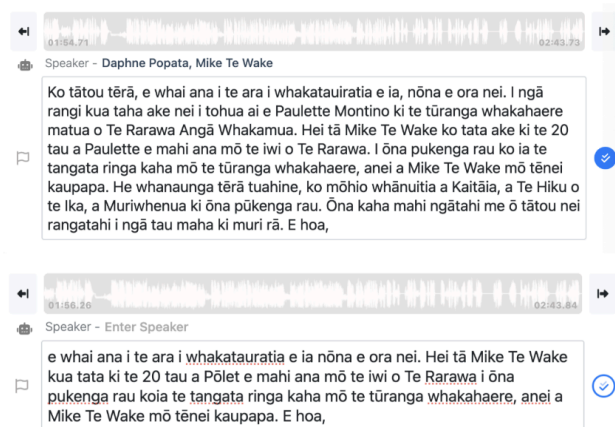 01:54.71
02:43.73
Speaker - Daphne Popata, Mike Te Wake
Ko tātou tērā, e whai ana i te ara i whakatauiratia e ia, nōna e ora nei. I ngā
rangi kua taha ake nei i tohua ai e Paulette Montino ki te tūranga whakahaere
matua o Te Rarawa Angā Whakamua. Hei tā Mike Te Wake ko tata ake ki te 20
tau a Paulette e mahi ana mō te iwi o Te Rarawa. I ōna pukenga rau ko ia te
tangata ringa kaha mō te tūranga whakahaere, anei a Mike Te Wake mō tēnei
kaupapa. He whanaunga tērā tuahine, ko mōhio whānuitia a Kaitāia, a Te Hiku o
te Ika, a Muriwhenua ki ōna pūkenga rau. Ōna kaha mahi ngātahi me ō tātou nei
rangatahi i ngā tau maha ki muri rā. E hoa,
01:56.26
02:43.84
Speaker - Enter Speaker
e whai ana i te ara i whakatauratia e ia nōna e ora nei. Hei tā Mike Te Wake
kua tata ki te 20 tau a Pōlet e mahi ana mō te iwi o Te Rarawa i ōna
pukenga rau koia te tangata ringa kaha mō te tūranga whakahaere, anei a
Mike Te Wake mō tēnei kaupapa. E hoa,